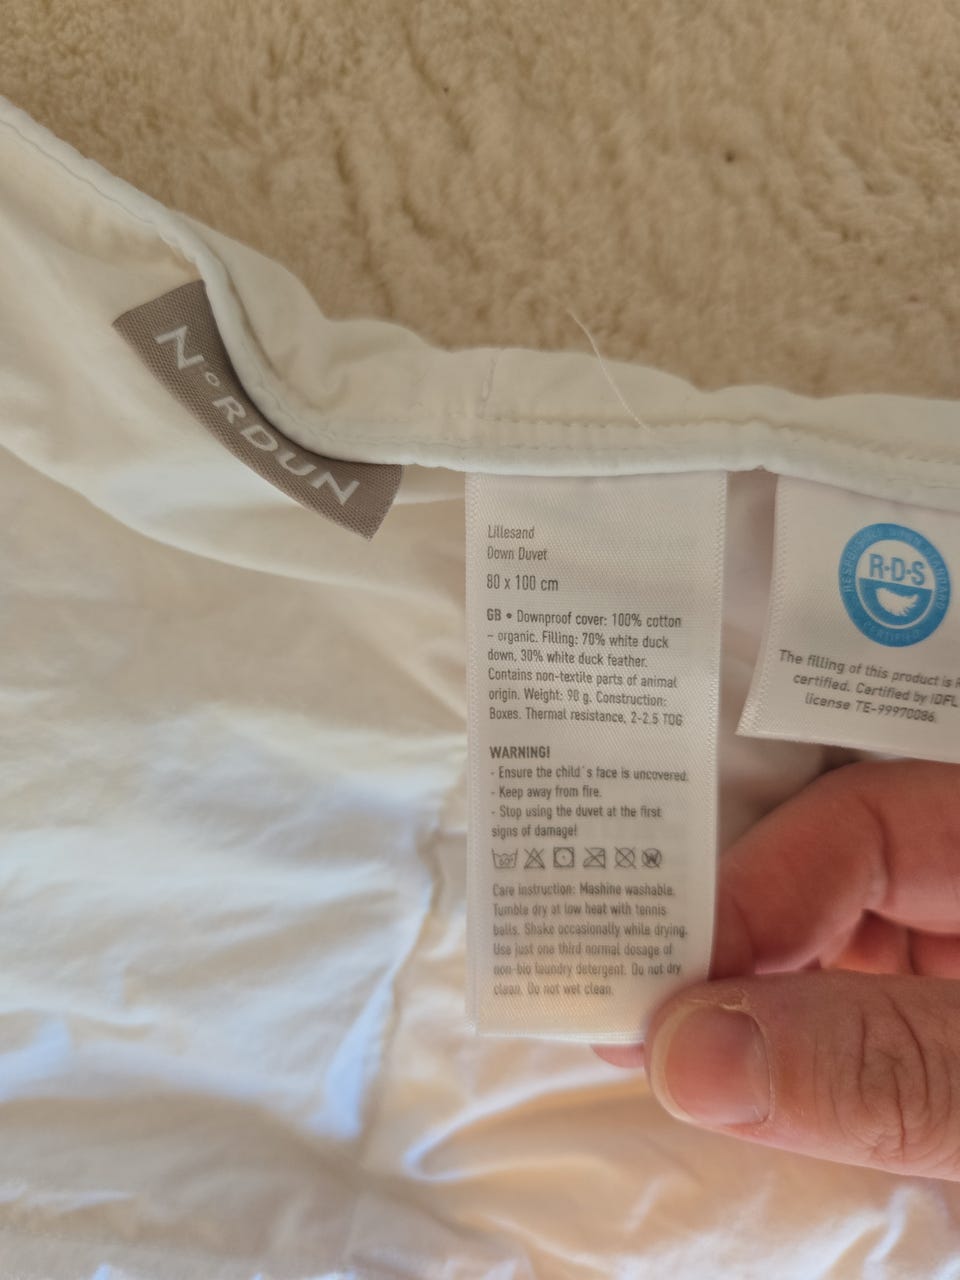 NORDUN
Lillesand
Down Duvet
80 x 100 cm
GB • Downproof cover: 100% cotton
- organic. Filling: 70% white duck
down, 30% white duck feather.
Contains non-textile parts of animal
origin. Weight: 90 g. Construction:
Boxes. Thermal resistance, 2-2.5 TOG
WARNING!
- Ensure the child´s face is uncovered.
- Keep away from fire.
- Stop using the duvet at the first
signs of damage!
Care instruction: Mashine washable.
Tumble dry at low heat with tennis
balls. Shake occasionally while drying.
Use just one third normal dosage of
non-bio laundry detergent. Do not dry
clean. Do not wet clean.
RESPONSIBLE DOWN STANDARD
R·D·S
CERTIFIED
The filling of this product is
certified. Certified by IDFL
license TE-99970086.